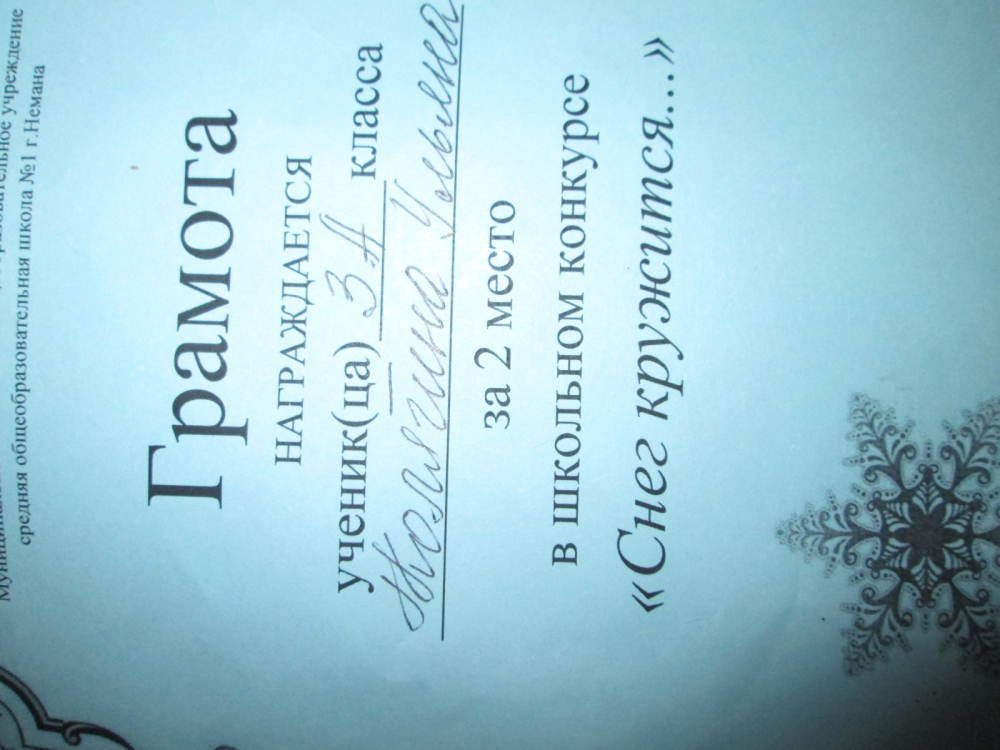 учреждение
средняя общеобразовательная школа №1 г.Немана
Грамота
НАГРАЖДАЕТСЯ
ученик(ца) 3 А класса
Ульяна
за 2 место
в школьном конкурсе
«Снег кружится...»